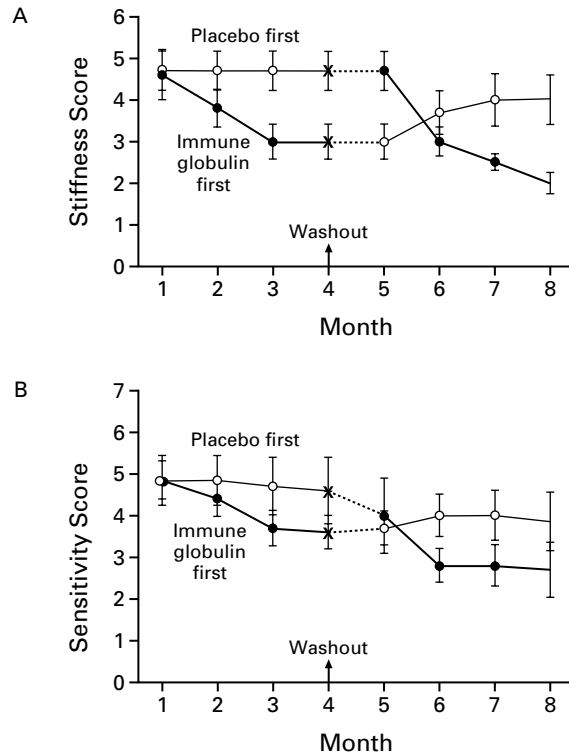 A
Stiffness Score
6
5
4
3
2
1
0
Placebo first
Immune
globulin
first
X
X
Washout
1 2 3 4 5 6 7 8
Month
B
Sensitivity Score
7
6
5
4
3
2
1
0
Placebo first
Immune
globulin
first
X
X
Washout
1 2 3 4 5 6 7 8
Month